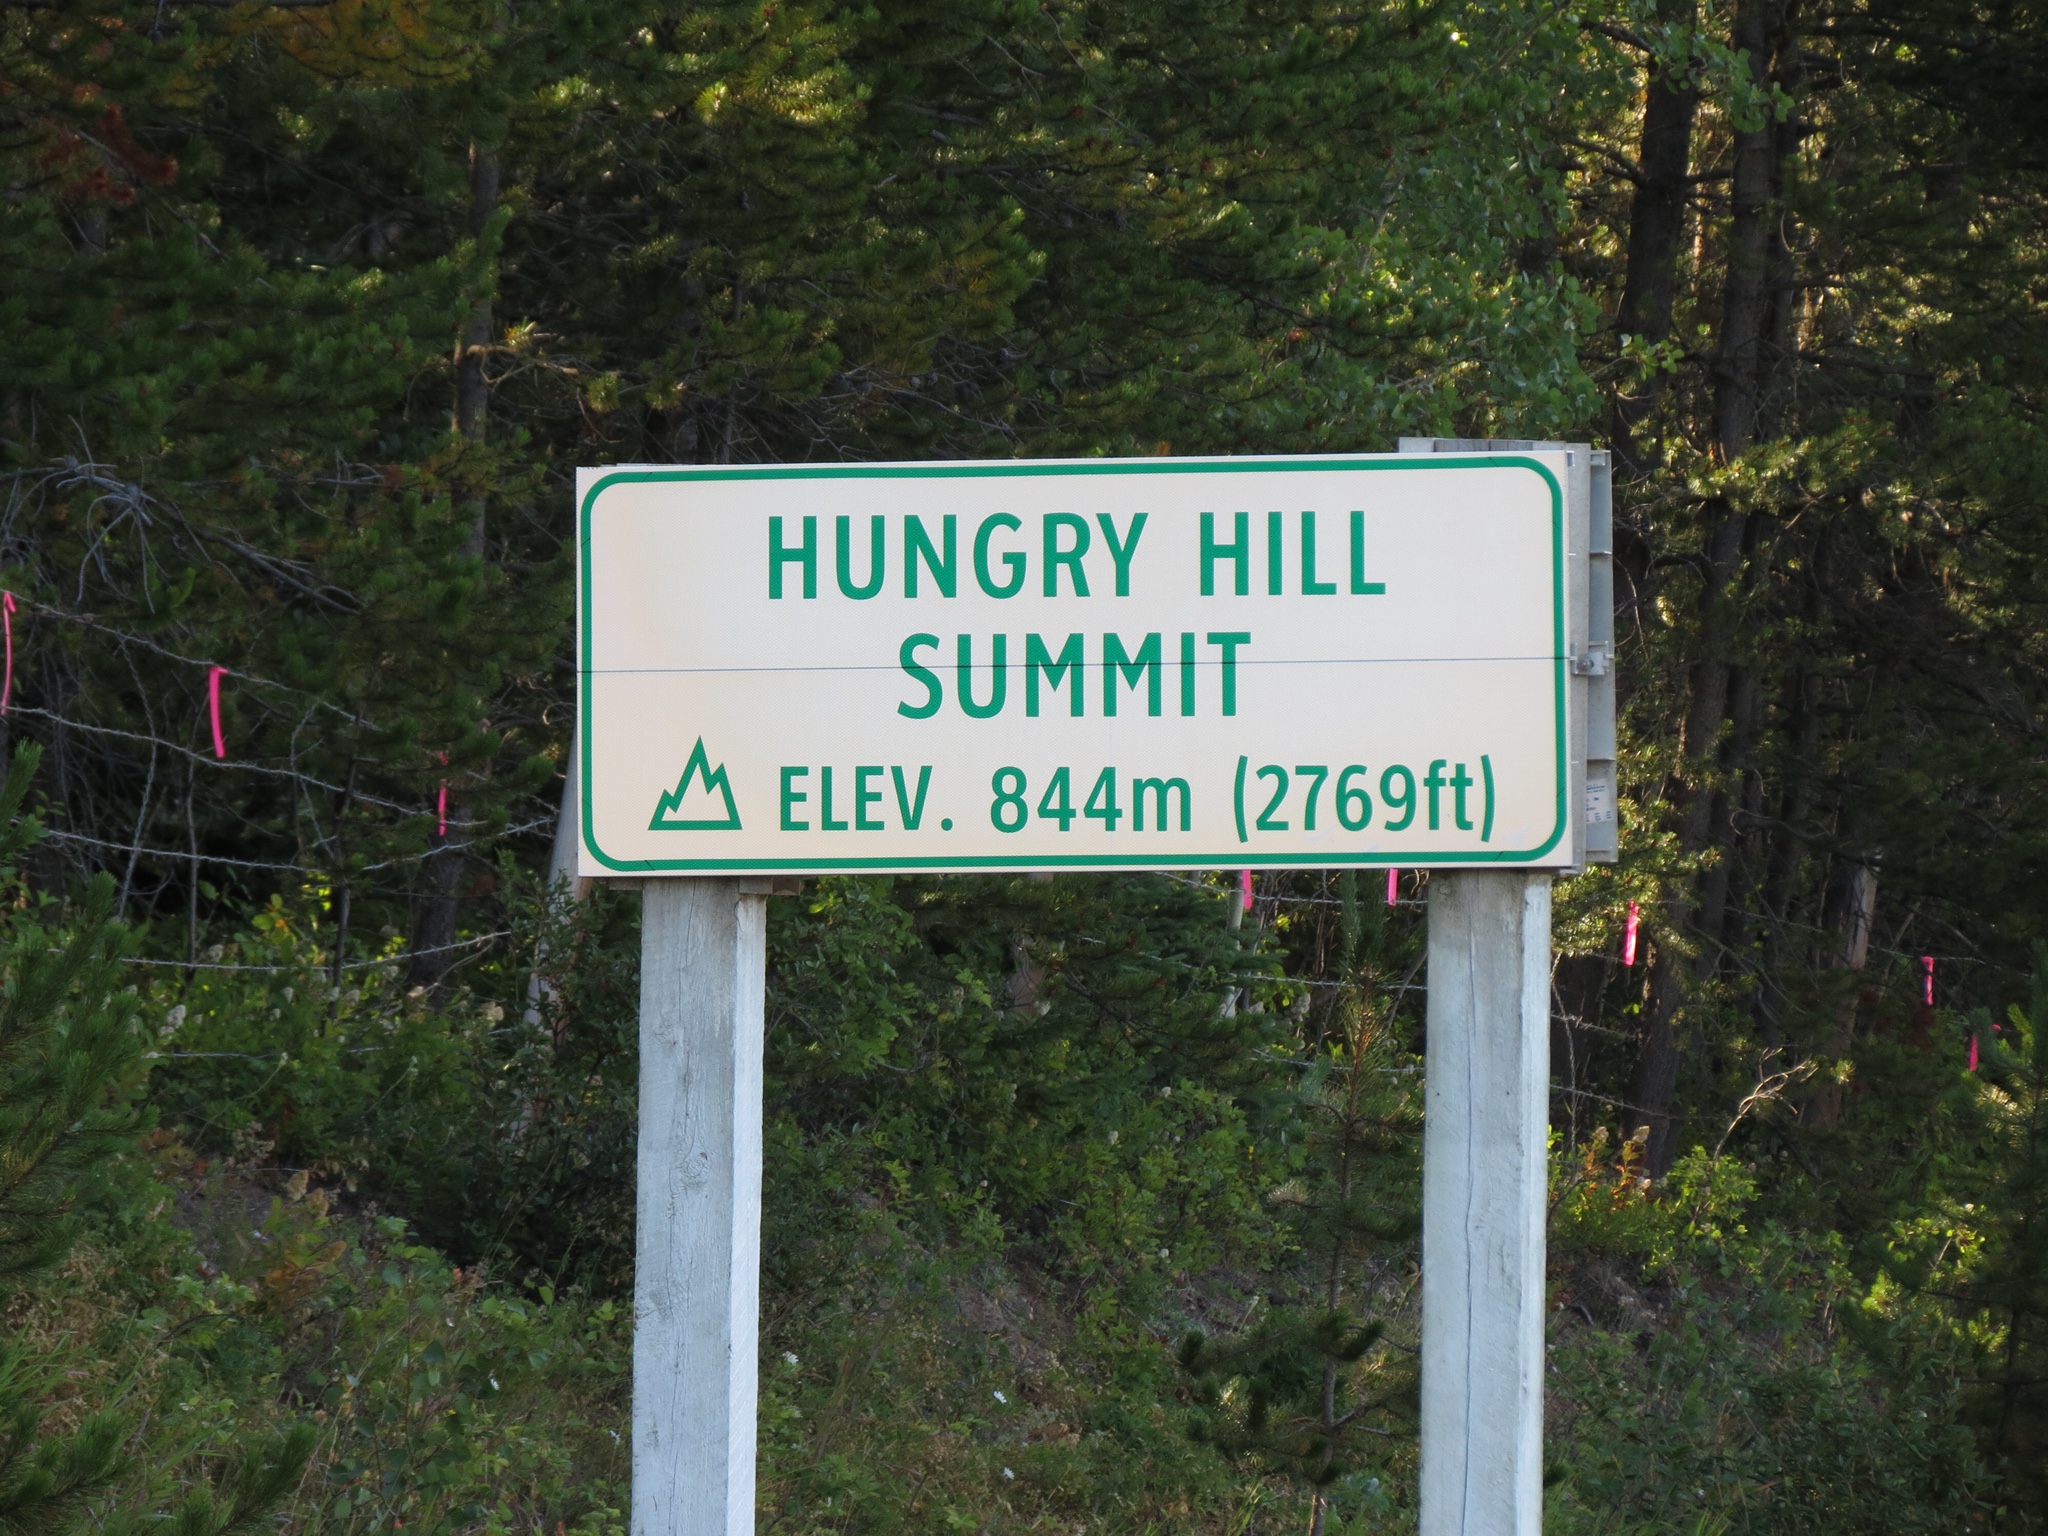 HUNGRY HILL
SUMMIT
ELEV. 844m (2769ft)